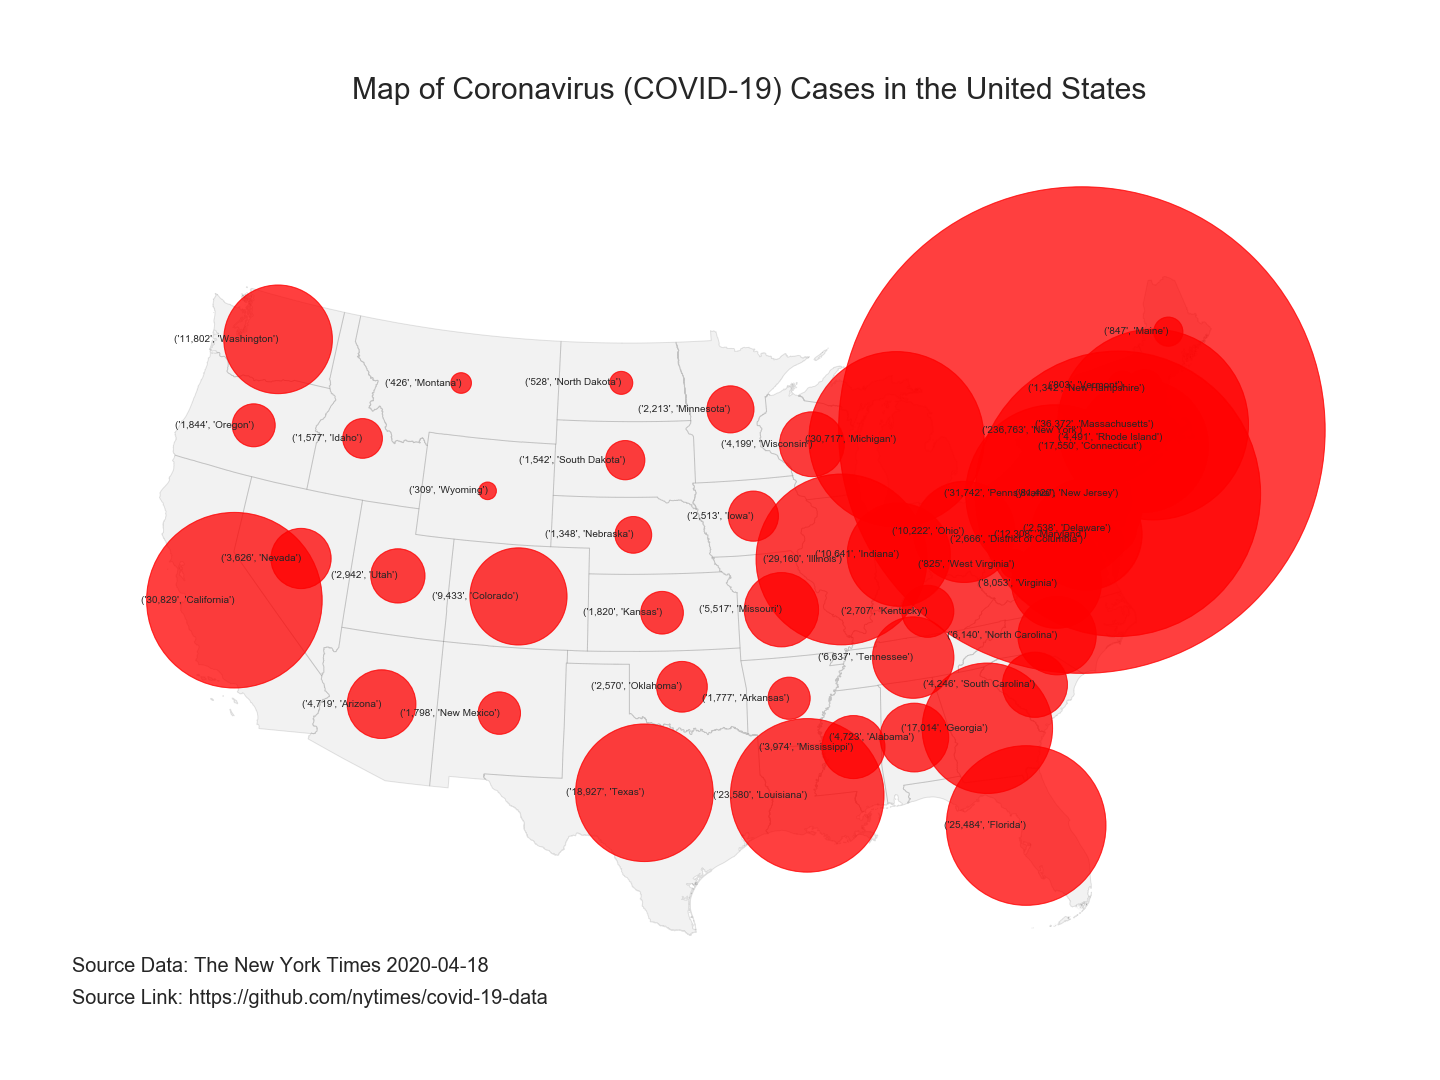 Map of Coronavirus (COVID-19) Cases in the United States
('847', 'Maine')
('11,802', 'Washington')
('426', 'Montana')
('528', 'North Dakota')
'Vermont')
('1,342', 'New Hampshire')
('2,213', 'Minnesota')
('1,844', 'Oregon')
('36,372', 'Massachusetts')
('236,763', 'New York')
('1,577', 'Idaho')
('4,199', 'Wisconsin')
('30,717', 'Michigan')
('4,491', 'Rhode Island')
('17,550', 'Connecticut')
('1,542', 'South Dakota')
('309', 'Wyoming')
('31,742',
'New Jersey')
('2,513', 'Iowa')
('1,348', 'Nebraska')
('10,222', 'Ohio')
('2,538', 'Delaware')
'Maryland')
('2,666', 'District of Columbia')
('3,626', 'Nevada')
('29,160', 'Illinois')
('10,641', 'Indiana')
('825', 'West Virginia')
('2,942', 'Utah')
('8,053', 'Virginia')
('30,829', 'California')
('9,433', 'Colorado')
('1,820', 'Kansas')
('5,517', 'Missouri')
('2,707', 'Kentucky')
('6,140', 'North Carolina')
('6,637', 'Tennessee')
('2,570', 'Oklahoma')
('4,246', 'South Carolina')
('4,719', 'Arizona')
('1,798', 'New Mexico')
('1,777', 'Arkansas')
('17,014', 'Georgia')
('4,723', 'Alabama')
('3,974', 'Mississippi')
('18,927', 'Texas')
('23,580', 'Louisiana')
('25,484', 'Florida')
Source Data: The New York Times 2020-04-18
Source Link: https://github.com/nytimes/covid-19-data